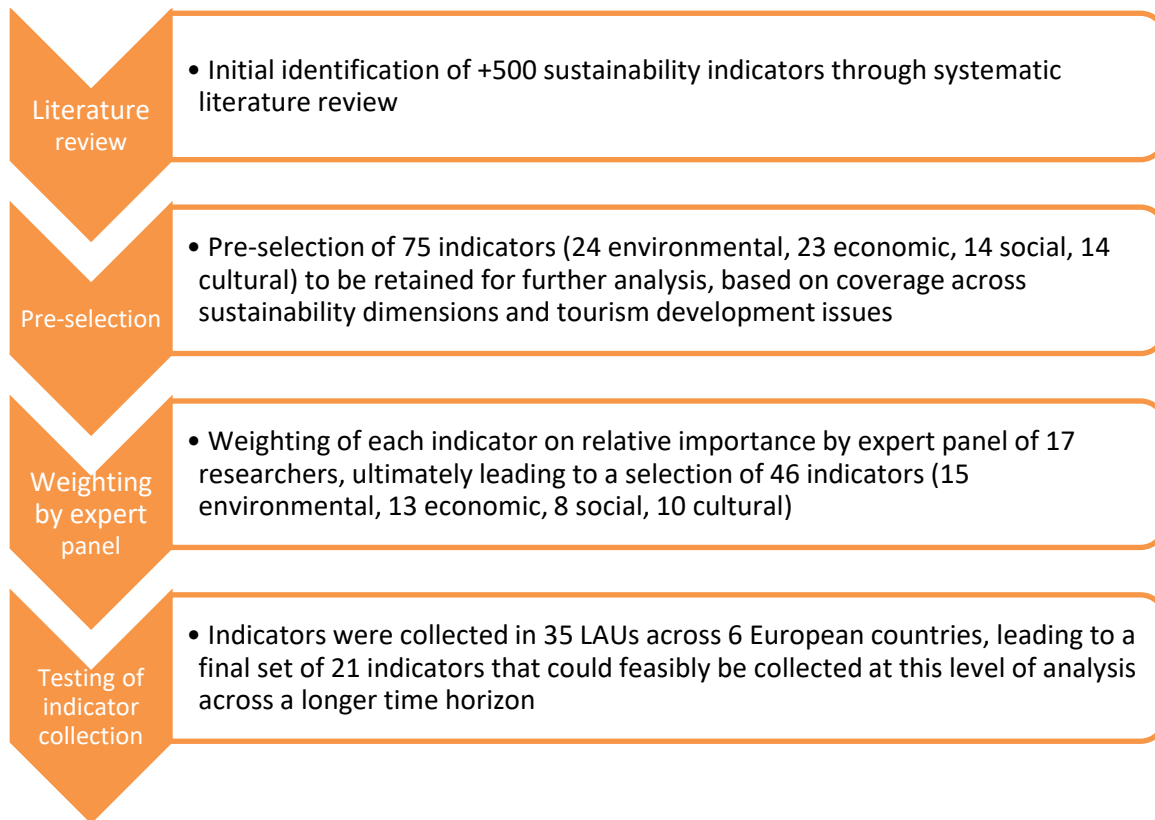 Literature
review
• Initial identification of +500 sustainability indicators through systematic
literature review
Pre-selection
• Pre-selection of 75 indicators (24 environmental, 23 economic, 14 social, 14
cultural) to be retained for further analysis, based on coverage across
sustainability dimensions and tourism development issues
Weighting
by expert
panel
• Weighting of each indicator on relative importance by expert panel of 17
researchers, ultimately leading to a selection of 46 indicators (15
environmental, 13 economic, 8 social, 10 cultural)
Testing of
indicator
collection
• Indicators were collected in 35 LAUs across 6 European countries, leading to a
final set of 21 indicators that could feasibly be collected at this level of analysis
across a longer time horizon